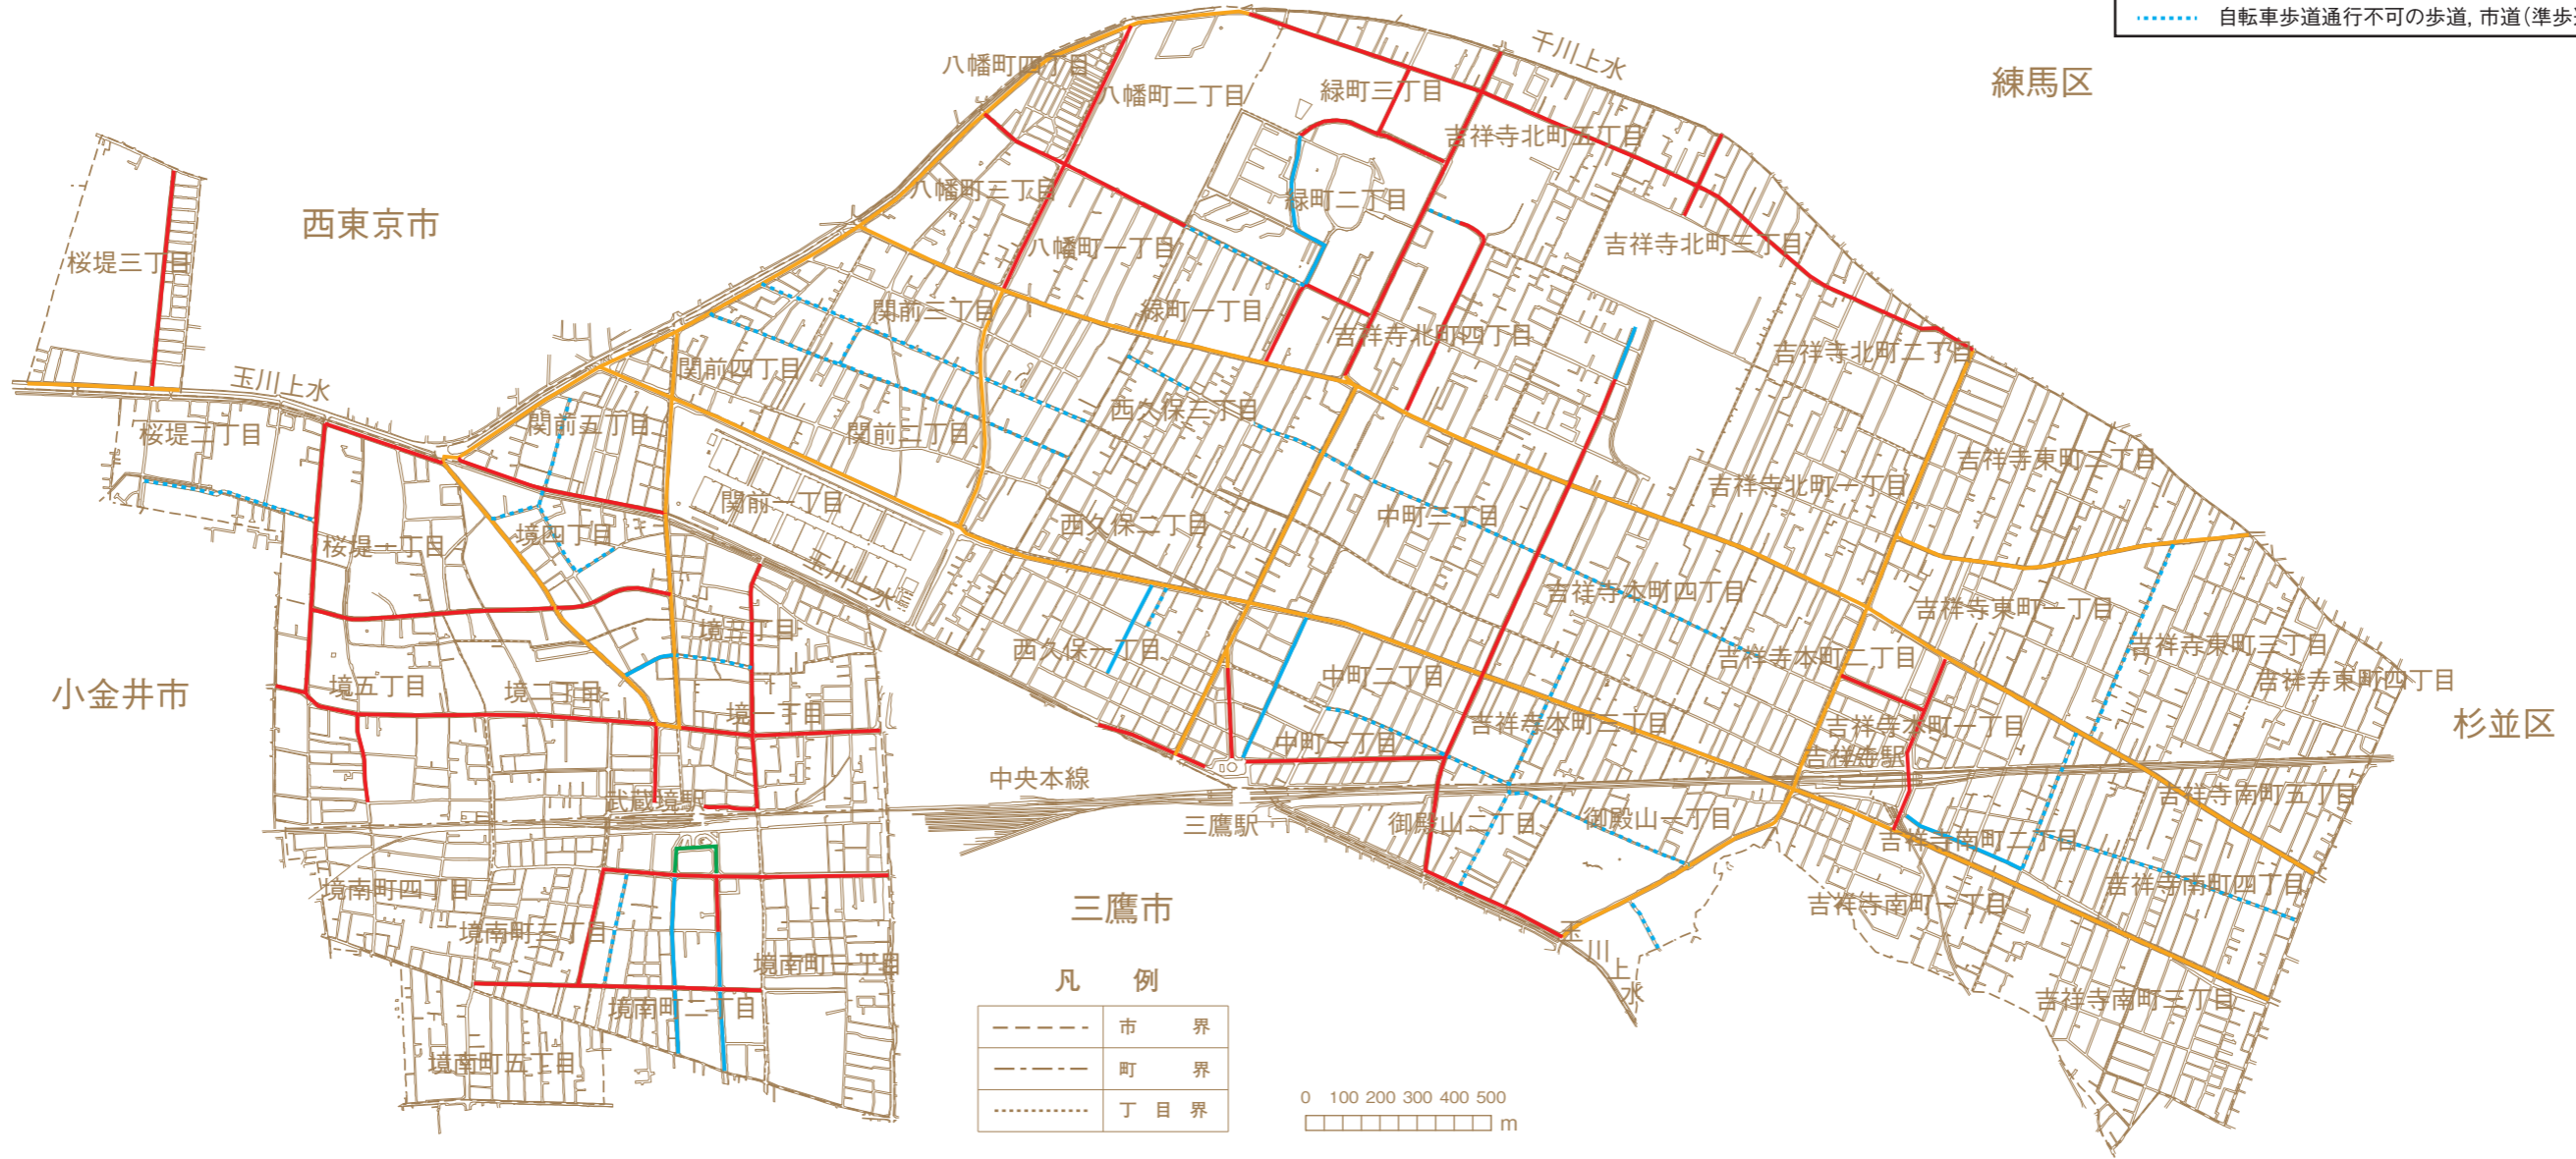 自転車歩道通行不可の歩道, 市道(準歩
千川上水
練馬区
八幡町四丁目
八幡町二丁目
緑町三丁目
吉祥寺北町五丁目
八幡町三丁目
緑町二丁目
西東京市
桜堤三丁目
八幡町一丁目
吉祥寺北町三丁目
関前三丁目
緑町一丁目
吉祥寺北町四丁目
吉祥寺北町二丁目
玉川上水
関前四丁目
西久保三丁目
桜堤二丁目
関前五丁目
関前二丁目
吉祥寺東町二丁目
関前一丁目
吉祥寺北町一丁目
西久保二丁目
中町三丁目
桜堤一丁目
境四丁目
玉川上水
吉祥寺本町四丁目
吉祥寺東町一丁目
境三丁目
西久保一丁目
吉祥寺東町三丁目
吉祥寺本町二丁目
小金井市
境五丁目
境二丁目
中町二丁目
吉祥寺東町四丁目
境一丁目
吉祥寺本町三丁目
吉祥寺本町一丁目
杉並区
中町一丁目
吉祥寺駅
中央本線
武蔵境駅
吉祥寺南町五丁目
三鷹駅
御殿山二丁目
御殿山一丁目
吉祥寺南町二丁目
境南町四丁目
吉祥寺南町四丁目
三鷹市
吉祥寺南町一丁目
境南町三丁目
玉川上水
境南町一丁目
凡 例
境南町二丁目
吉祥寺南町三丁目
市 界
境南町五丁目
町 界
丁 目 界
0 100 200 300 400 500
m